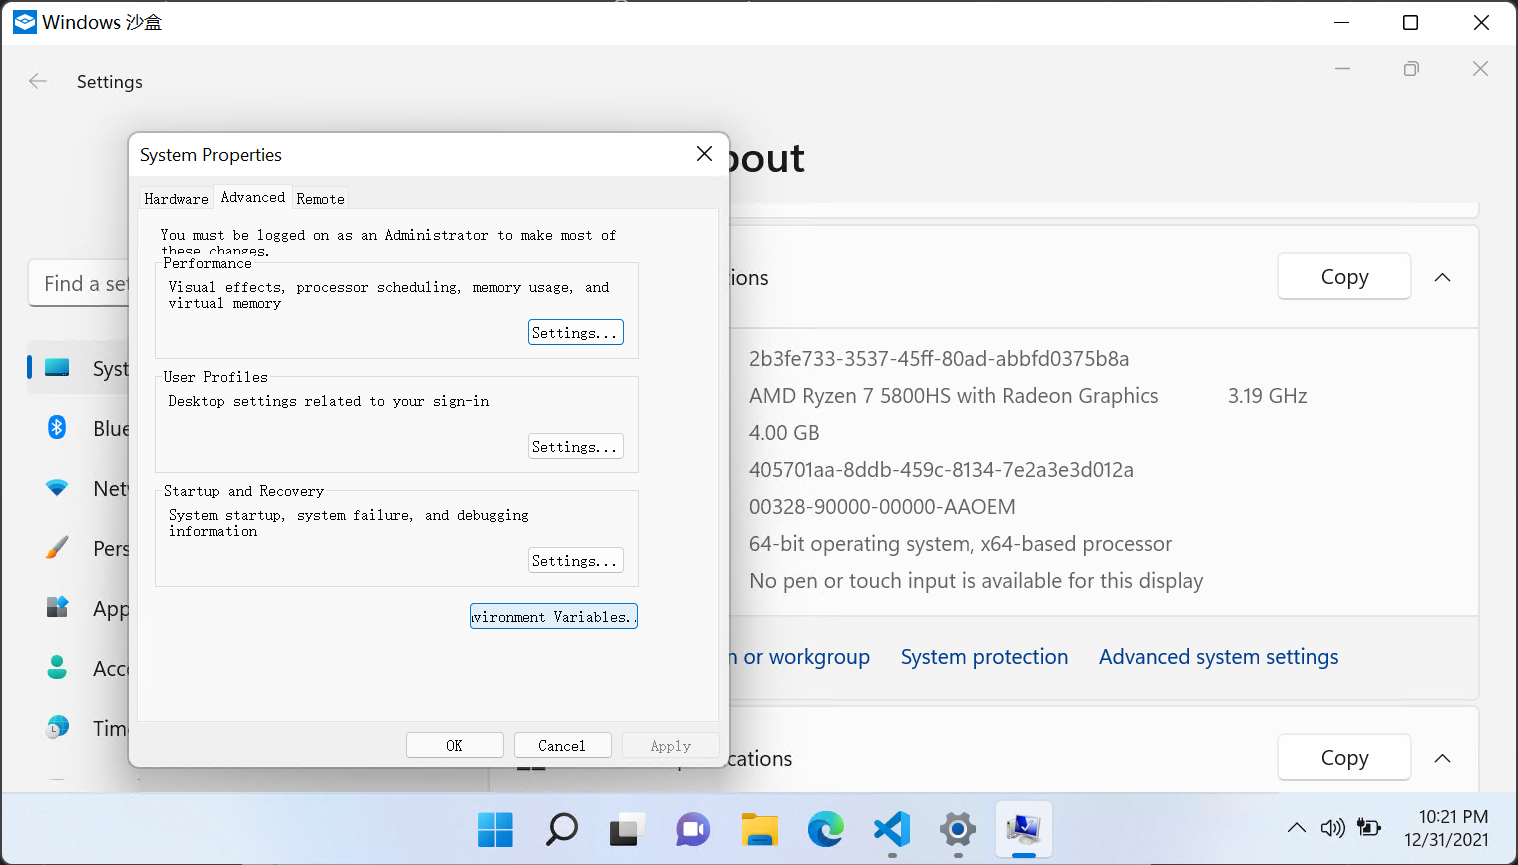 Windows 沙盒
Settings
System Properties
Hardware
Advanced
Remote
You must be logged on as an Administrator to make most of
these changes.
Performance
Visual effects, processor scheduling, memory usage, and
virtual memory
Settings...
User Profiles
Desktop settings related to your sign-in
Settings...
Startup and Recovery
System startup, system failure, and debugging
information
Settings...
vironment Variables..
OK
Cancel
Apply
Find a set
Syst
Blue
Net
Pers
App
Acc
Tim
bout
ions
Copy
2b3fe733-3537-45ff-80ad-abbfd0375b8a
AMD Ryzen 7 5800HS with Radeon Graphics 3.19 GHz
4.00 GB
405701aa-8ddb-459c-8134-7e2a3e3d012a
00328-90000-00000-AAOEM
64-bit operating system, x64-based processor
No pen or touch input is available for this display
n or workgroup
System protection
Advanced system settings
cations
Copy
10:21 PM
12/31/2021